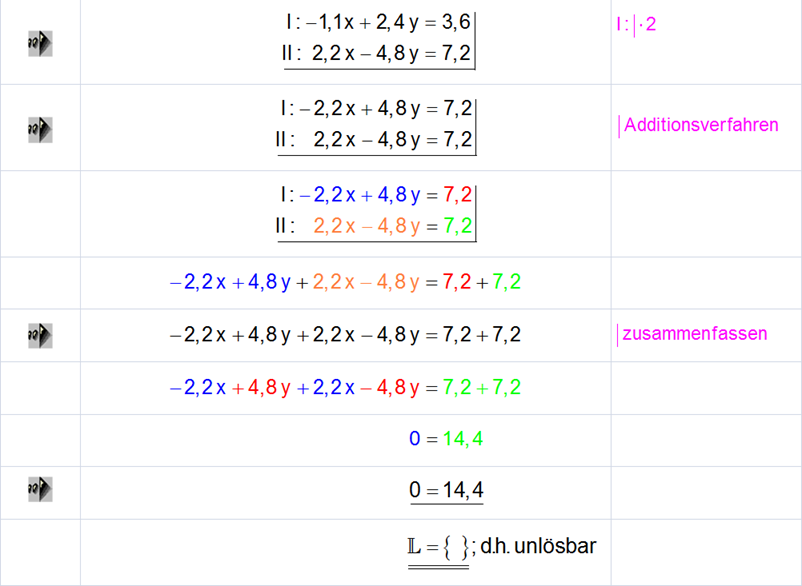 I: −1,1x + 2,4y = 3,6
I: | · 2
II: 2,2x − 4,8y = 7,2
I: −2,2x + 4,8y = 7,2
| Additionsverfahren
II: 2,2x − 4,8y = 7,2
I: −2,2x + 4,8y = 7,2
II: 2,2x − 4,8y = 7,2
−2,2x + 4,8y + 2,2x − 4,8y = 7,2 + 7,2
−2,2x + 4,8y + 2,2x − 4,8y = 7,2 + 7,2
| zusammenfassen
−2,2x + 4,8y + 2,2x − 4,8y = 7,2 + 7,2
0 = 14,4
0 = 14,4
𝕃 = { }; d.h. unlösbar